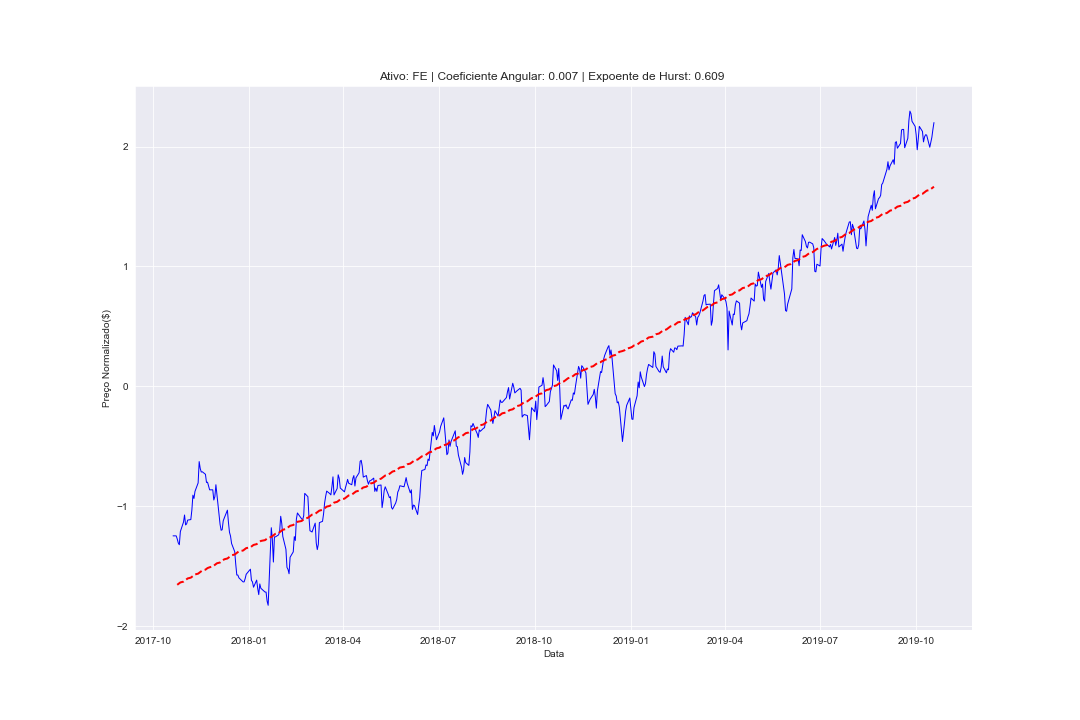 Ativo: FE | Coeficiente Angular: 0.007 | Expoente de Hurst: 0.609
Preço Normalizado($)
2
1
0
−1
−2
2017-10 2018-01 2018-04 2018-07 2018-10 2019-01 2019-04 2019-07 2019-10
Data